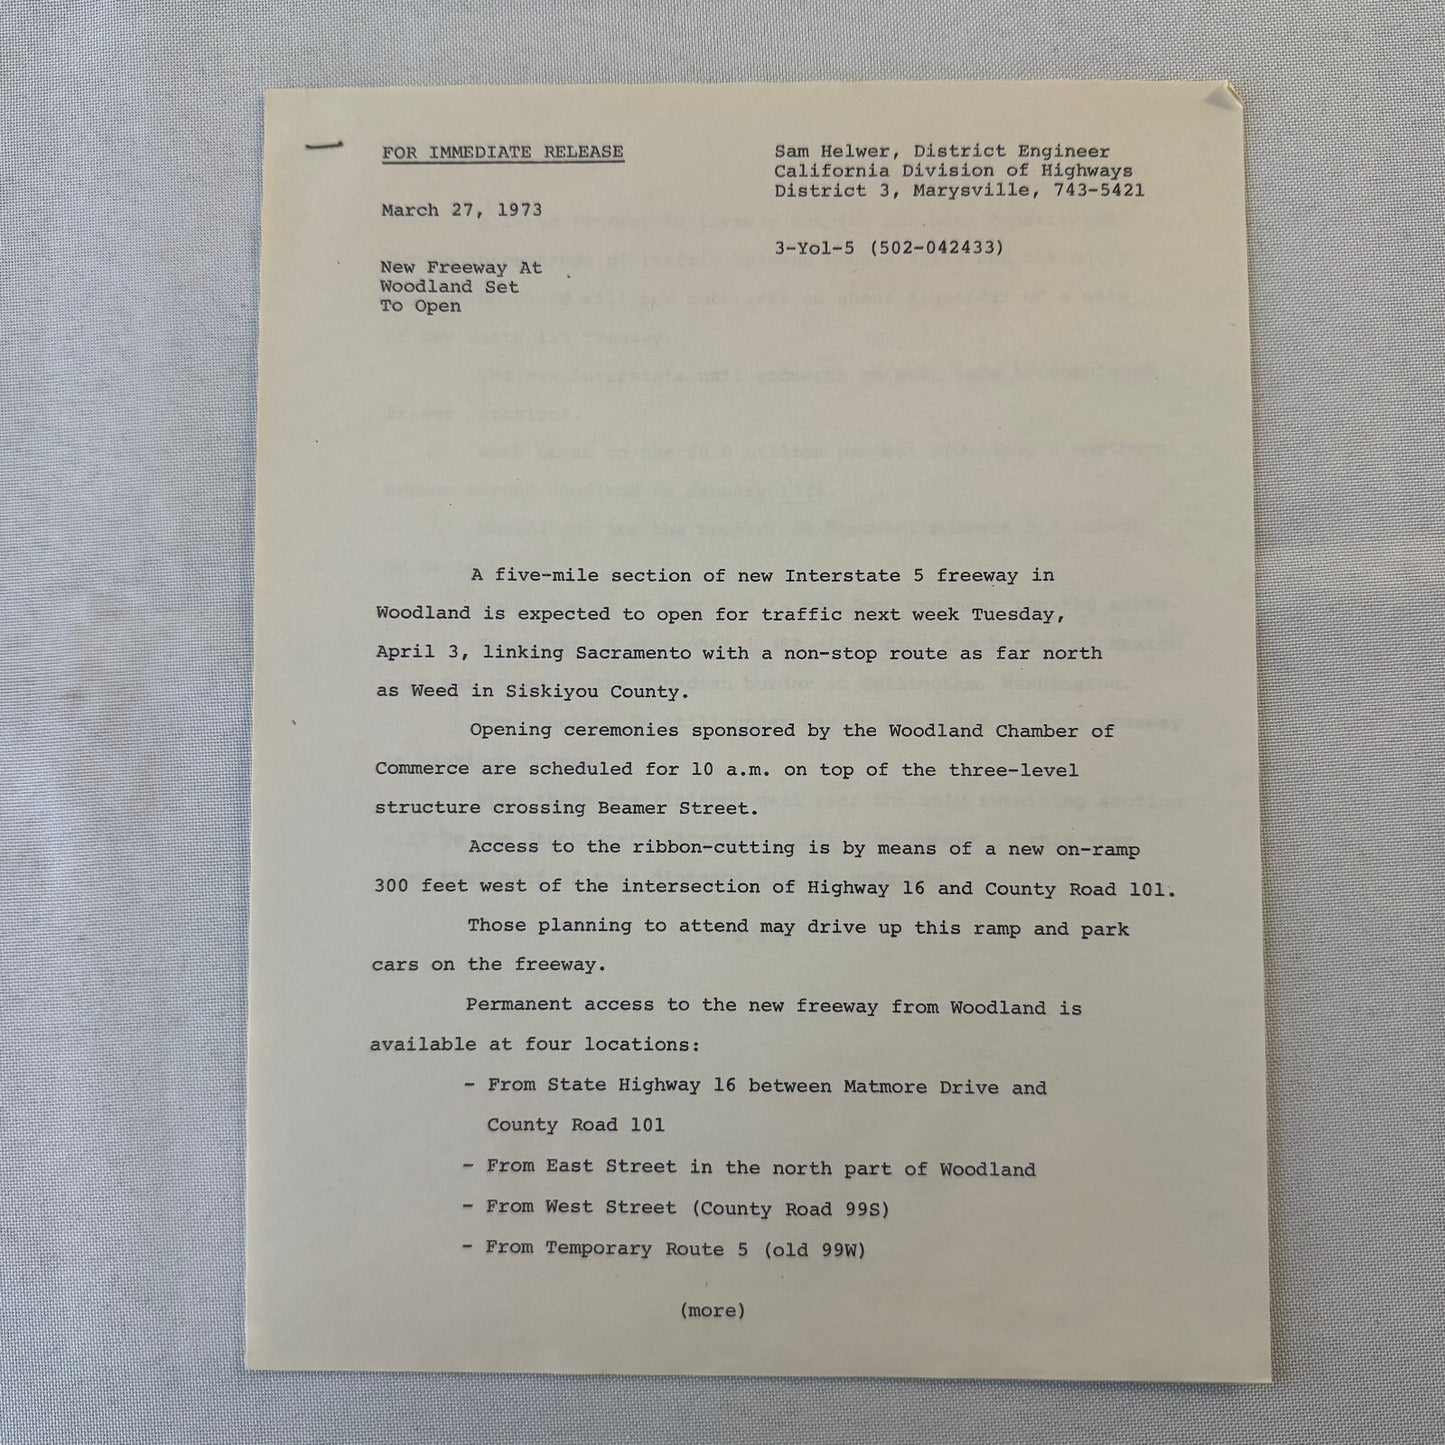 FOR IMMEDIATE RELEASE
March 27, 1973
New Freeway At
Woodland Set
To Open
Sam Helwer, District Engineer
California Division of Highways
District 3, Marysville, 743-5421
3-Yol-5 (502-042433)
A five-mile section of new Interstate 5 freeway in
Woodland is expected to open for traffic next week Tuesday,
April 3, linking Sacramento with a non-stop route as far north
as Weed in Siskiyou County.
Opening ceremonies sponsored by the Woodland Chamber of
Commerce are scheduled for 10 a.m. on top of the three-level
structure crossing Beamer Street.
Access to the ribbon-cutting is by means of a new on-ramp
300 feet west of the intersection of Highway 16 and County Road 101.
Those planning to attend may drive up this ramp and park
cars on the freeway.
Permanent access to the new freeway from Woodland is
available at four locations:
- From State Highway 16 between Matmore Drive and
County Road 101
- From East Street in the north part of Woodland
- From West Street (County Road 99S)
- From Temporary Route 5 (old 99W)
(more)